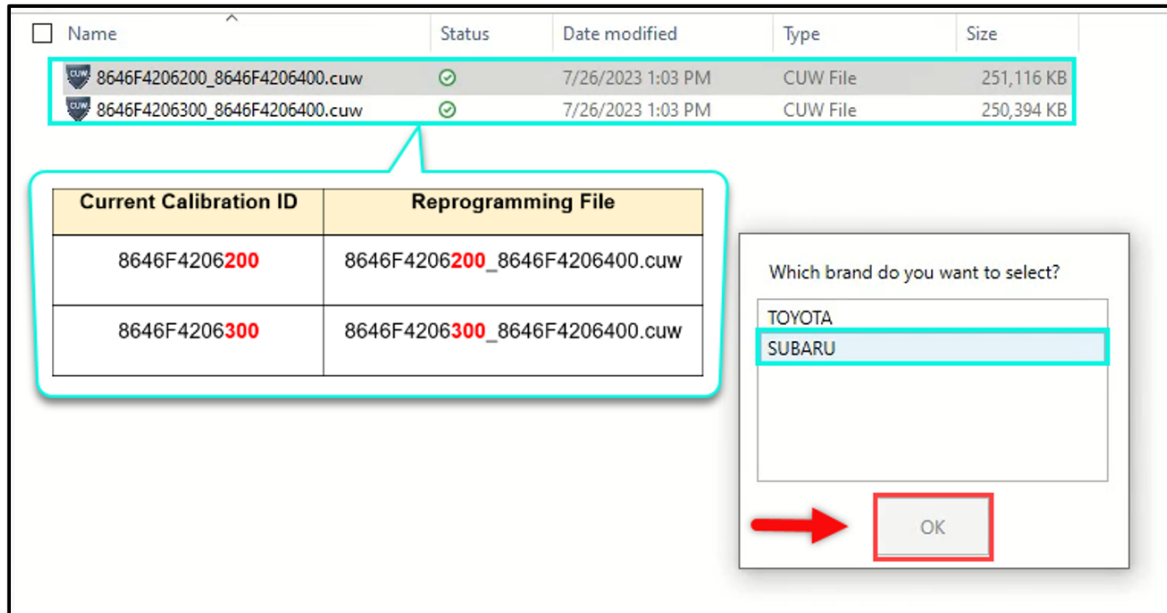 Name Status Date modified Type Size
CUW 8646F4206200_8646F4206400.cuw 7/26/2023 1:03 PM CUW File 251,116 KB
CUW 8646F4206300_8646F4206400.cuw 7/26/2023 1:03 PM CUW File 250,394 KB
Current Calibration ID Reprogramming File
8646F4206200 8646F4206200_8646F4206400.cuw
8646F4206300 8646F4206300_8646F4206400.cuw
Which brand do you want to select?
TOYOTA
SUBARU
OK